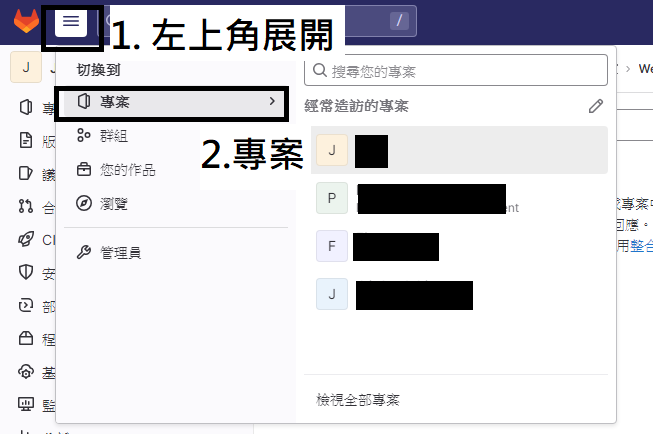 1. 左上角展開
/
J
切換到
搜尋您的專案
We
專案
經常造訪的專案
群組
2.專案
J
您的作品
P
ent
瀏覽
F
管理員
J
檢視全部專案
版
議
合
CI
安
部
程
基
監
專案中
回應。
用整合